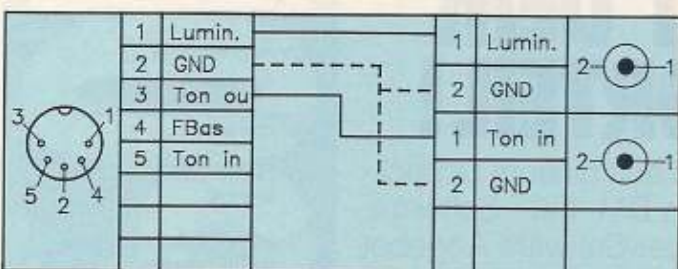 1 Lumin.
2 GND
3 Ton ou
4 FBas
5 Ton in
3 1
5 2 4
1 Lumin.
2 GND
2 1
1 Ton in
2 GND
2 1